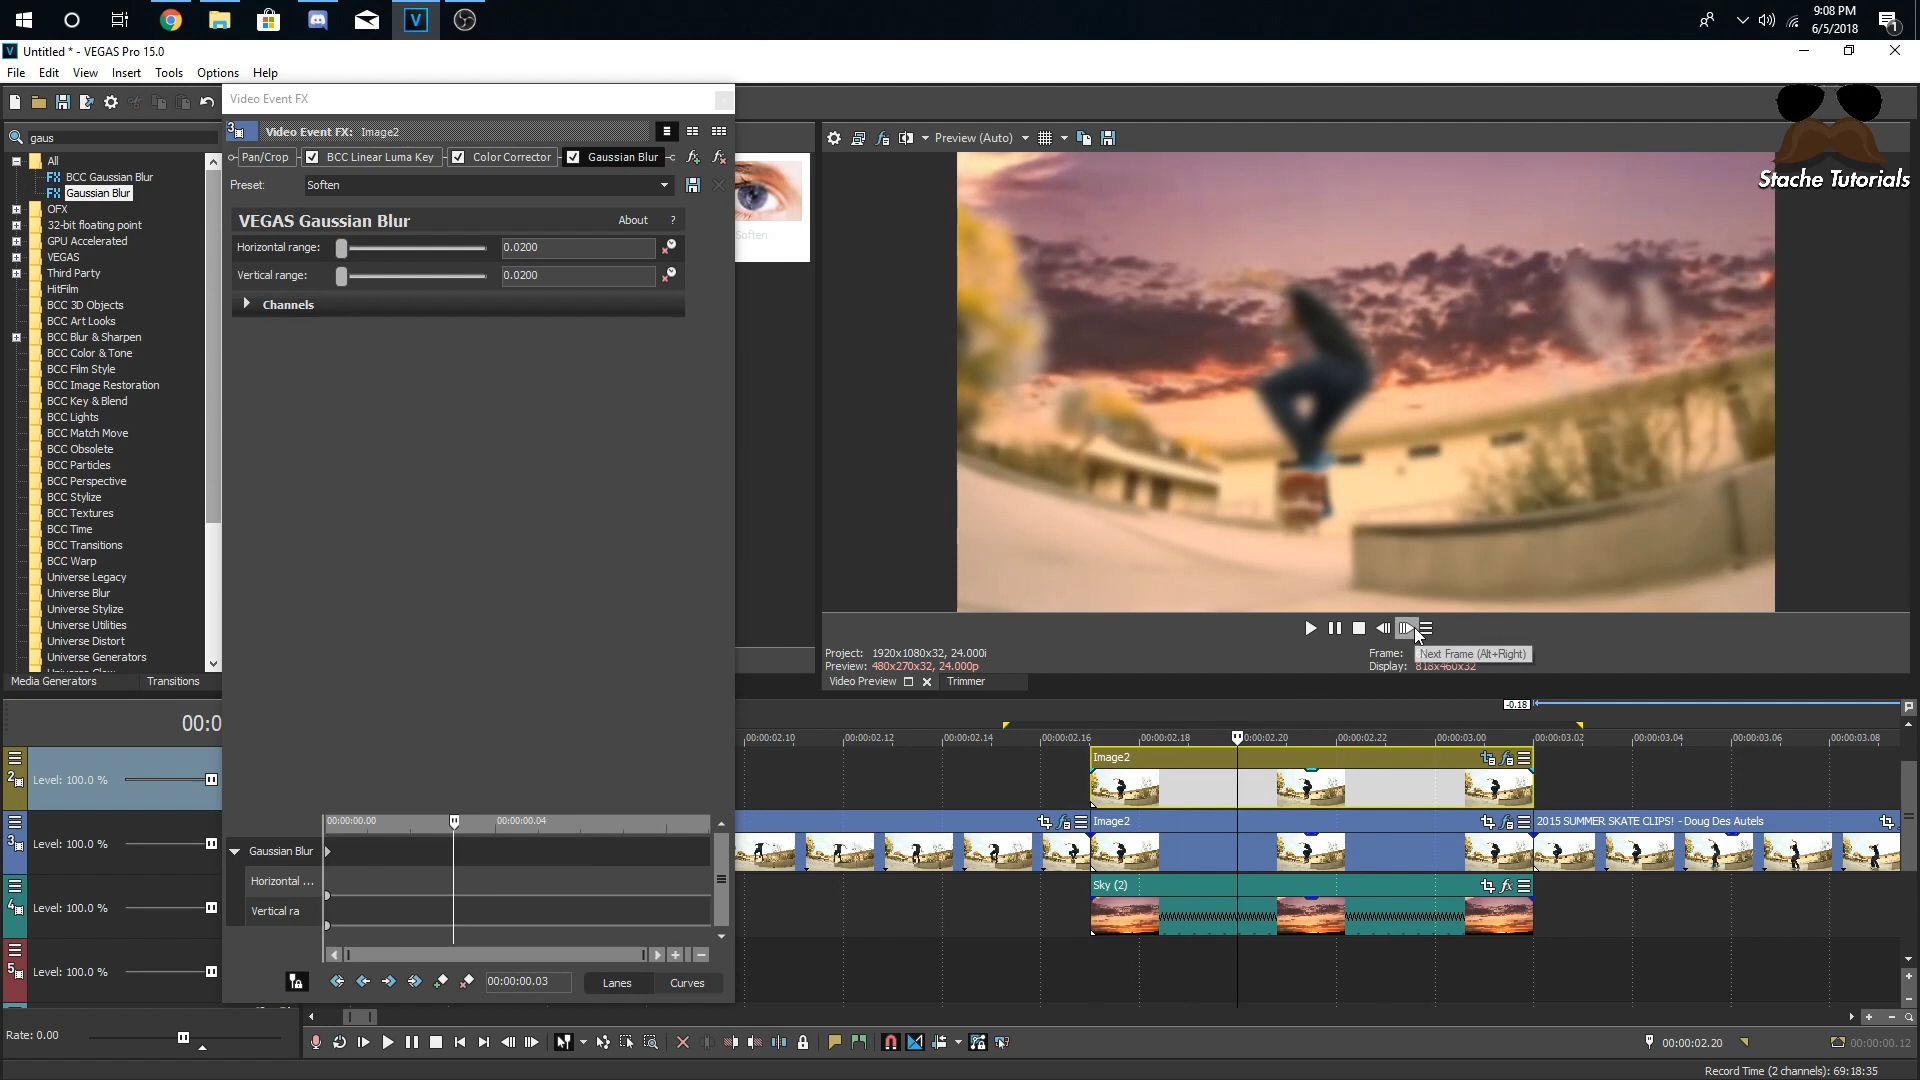 9:08 PM
6/5/2018
1
Untitled * - VEGAS Pro 15.0
File Edit View Insert Tools Options Help
Video Event FX
Video Event FX: Image2
Pan/Crop BCC Linear Luma Key Color Corrector Gaussian Blur
Preset: Soften
VEGAS Gaussian Blur About ?
Horizontal range: 0.0200
Vertical range: 0.0200
Channels
Soften
gaus
All
BCC Gaussian Blur
Gaussian Blur
OFX
32-bit floating point
GPU Accelerated
VEGAS
Third Party
HitFilm
BCC 3D Objects
BCC Art Looks
BCC Blur & Sharpen
BCC Color & Tone
BCC Film Style
BCC Image Restoration
BCC Key & Blend
BCC Lights
BCC Match Move
BCC Obsolete
BCC Particles
BCC Perspective
BCC Stylize
BCC Textures
BCC Time
BCC Transitions
BCC Warp
Universe Legacy
Universe Blur
Universe Stylize
Universe Utilities
Universe Distort
Universe Generators
Media Generators Transitions
Preview (Auto)
Stache Tutorials
Project: 1920x1080x32, 24.000i
Preview: 480x270x32, 24.000p
Frame:
Display: 818x460x32
Next Frame (Alt+Right)
Video Preview Trimmer
00:0
-0.18
00:00:02.10 00:00:02.12 00:00:02.14 00:00:02.16 00:00:02.18 00:00:02.20 00:00:02.22 00:00:03.00 00:00:03.02 00:00:03.04 00:00:03.06 00:00:03.08
2 Level: 100.0 %
Image2
3 Level: 100.0 %
Image2
2015 SUMMER SKATE CLIPS! - Doug Des Autels
4 Level: 100.0 %
Sky (2)
5 Level: 100.0 %
00:00:00.00 00:00:00.04
Gaussian Blur
Horizontal ...
Vertical ra
00:00:00.03 Lanes Curves
Rate: 0.00
00:00:02.20 00:00:00.12
Record Time (2 channels): 69:18:35